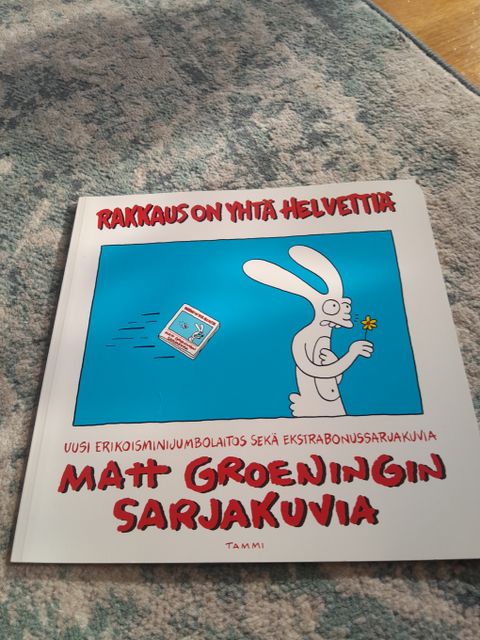 RAKKAUS ON YHTÄ HELVETTIÄ
UUSI ERIKOISMINIJUMBOLAITOS SEKÄ EKSTRABONUSSARJAKUVIA
MATT GROENINGIN
SARJAKUVIA
TAMMI